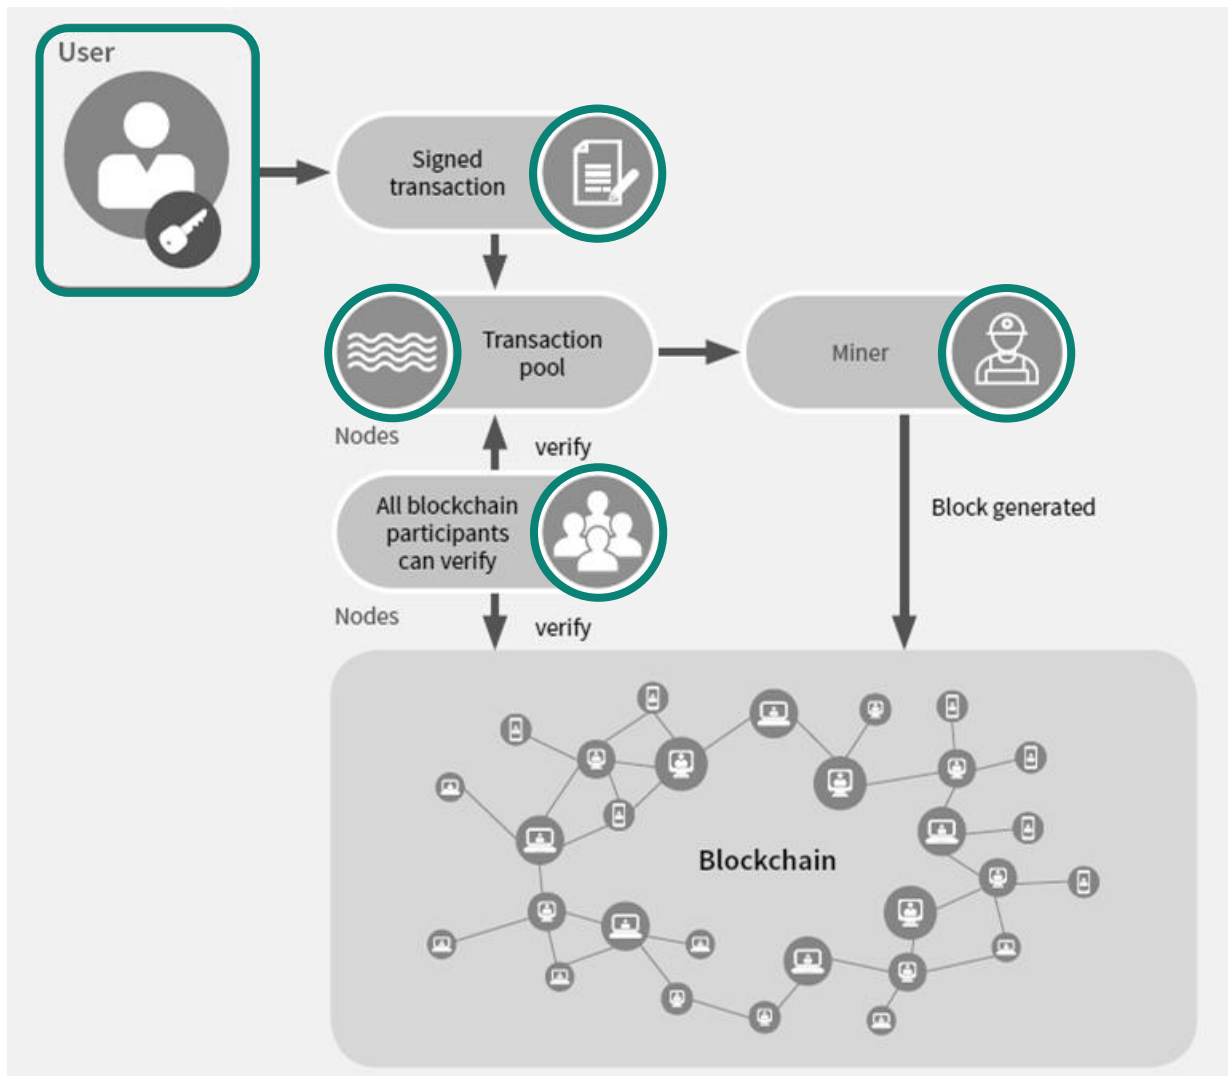 User
Signed
transaction
Transaction
pool
Miner
Nodes
verify
All blockchain
participants
can verify
Block generated
Nodes
verify
Blockchain